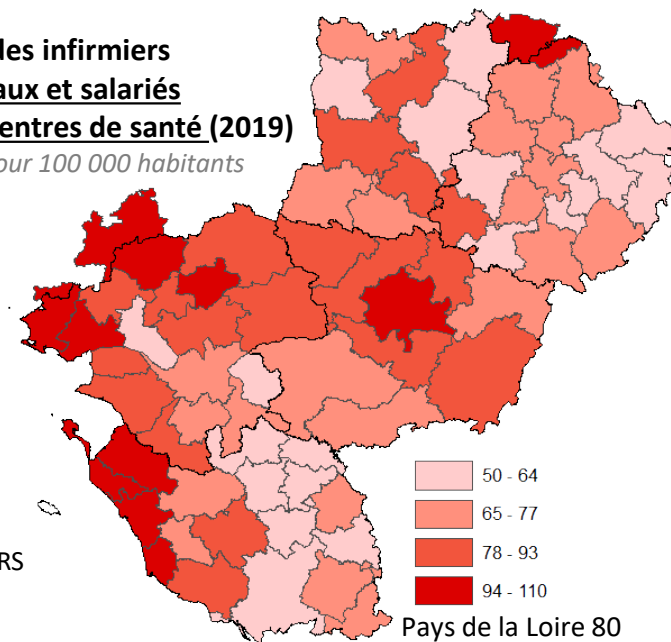 des infirmiers
aux et salariés
entres de santé (2019)
our 100 000 habitants
50 - 64
65 - 77
78 - 93
94 - 110
RS
Pays de la Loire 80